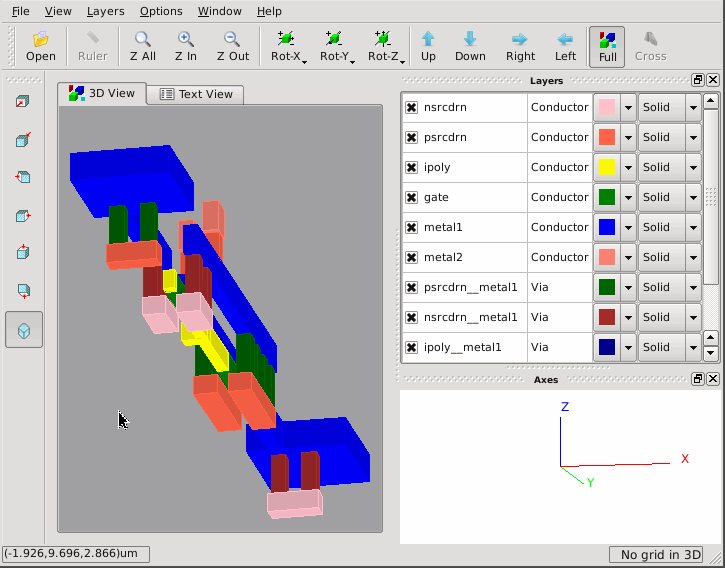 File View Layers Options Window Help
Open Ruler Z All Z In Z Out Rot-X Rot-Y Rot-Z Up Down Right Left Full Cross
3D View Text View
Layers
nsrcdrn Conductor Solid
psrcdrn Conductor Solid
ipoly Conductor Solid
gate Conductor Solid
metal1 Conductor Solid
metal2 Conductor Solid
psrcdrn__metal1 Via Solid
nsrcdrn__metal1 Via Solid
ipoly__metal1 Via Solid
Axes
Z
X
Y
(-1.926,9.696,2.866)um
No grid in 3D